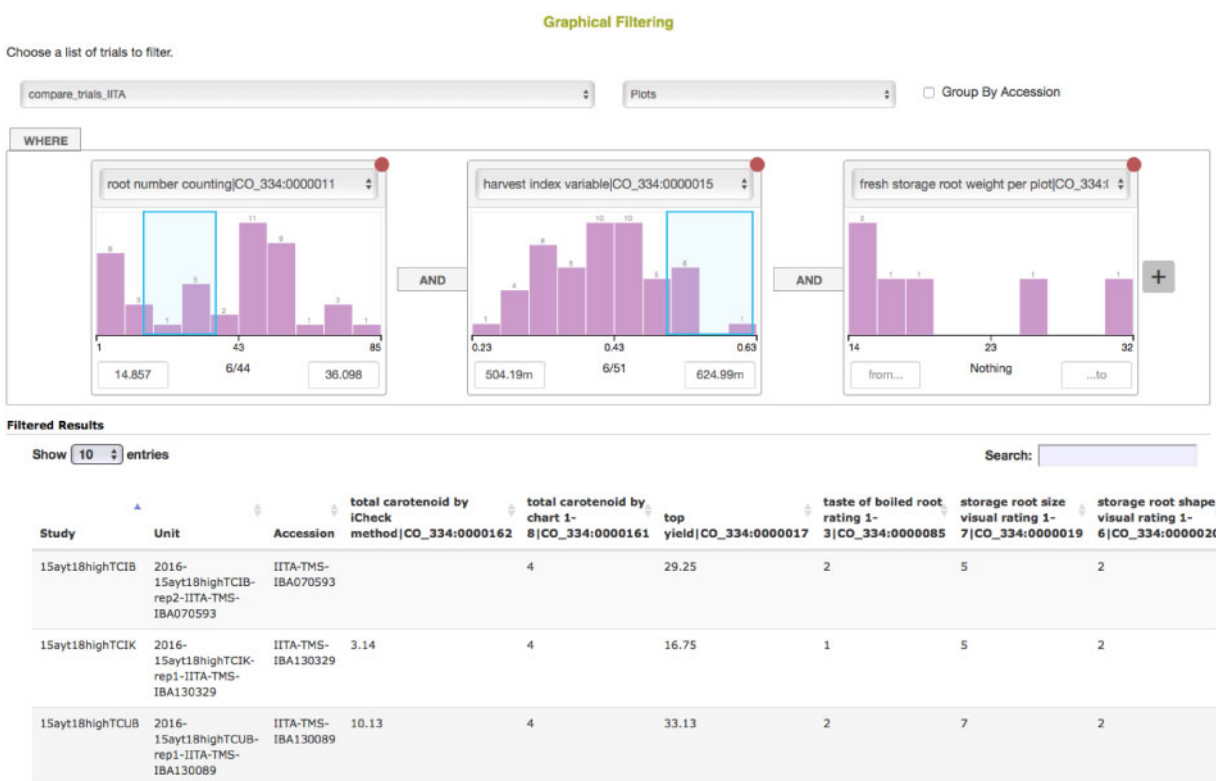 Graphical Filtering
Choose a list of trials to filter.
compare_trials_IITA Plots Group By Accession
WHERE
root number counting|CO_334:0000011
8 3 1 5 2 11 9 1 3 1
1 43 85
14.857 6/44 36.098
AND
harvest index variable|CO_334:0000015
1 4 8 10 10 5 6 1
0.23 0.43 0.63
504.19m 6/51 624.99m
AND
fresh storage root weight per plot|CO_334:
1 1 1 1
14 23 32
from... Nothing ...to
+
Filtered Results
Show 10 entries Search:
Study Unit Accession total carotenoid by iCheck method|CO_334:0000162 total carotenoid by chart 1-8|CO_334:0000161 top yield|CO_334:0000017 taste of boiled root rating 1-3|CO_334:0000085 storage root size visual rating 1-7|CO_334:0000019 storage root shape visual rating 1-6|CO_334:0000020
15ayt18highTCIB 2016-15ayt18highTCIB-rep2-IITA-TMS-IBA070593 IITA-TMS-IBA070593 4 29.25 2 5 2
15ayt18highTCIK 2016-15ayt18highTCIK-rep1-IITA-TMS-IBA130329 IITA-TMS-IBA130329 3.14 4 16.75 1 5 2
15ayt18highTCUB 2016-15ayt18highTCUB-rep1-IITA-TMS-IBA130089 IITA-TMS-IBA130089 10.13 4 33.13 2 7 2